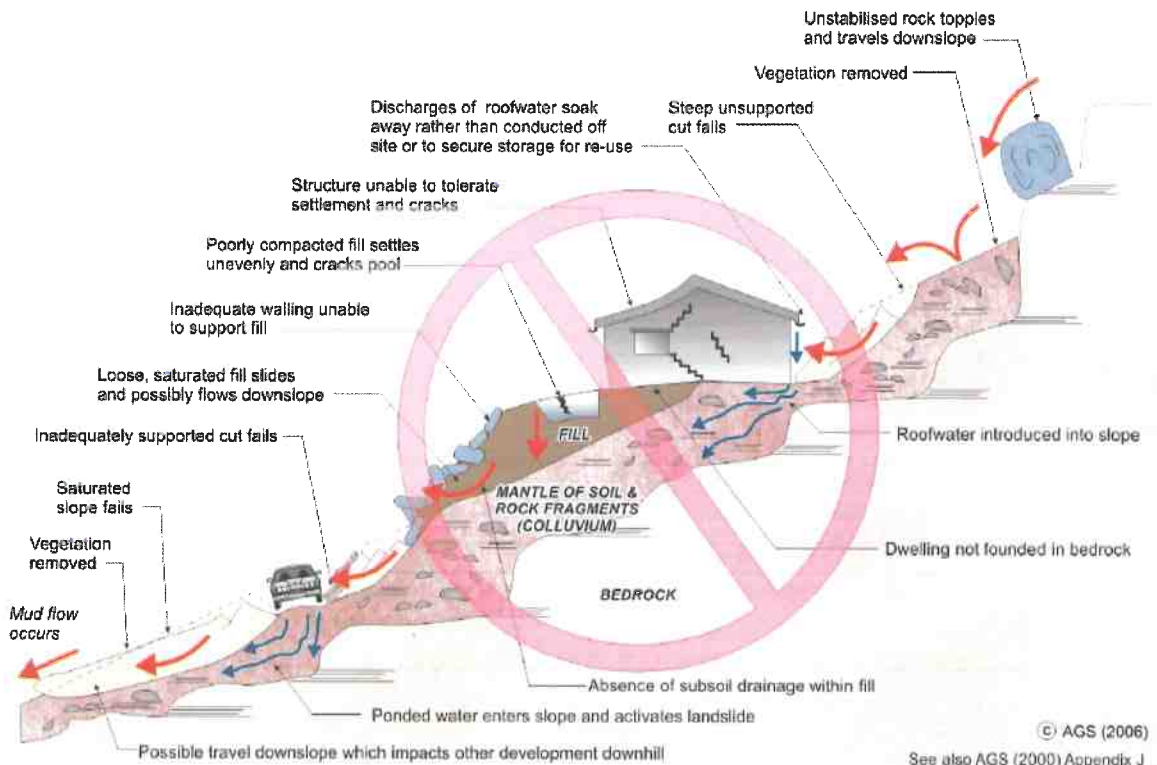 Unstabilised rock topples
and travels downslope
Vegetation removed
Discharges of roofwater soak
away rather than conducted off
site or to secure storage for re-use
Steep unsupported
cut fails
Structure unable to tolerate
settlement and cracks
Poorly compacted fill settles
unevenly and cracks pool
Inadequate walling unable
to support fill
Loose, saturated fill slides
and possibly flows downslope
Inadequately supported cut fails
Saturated
slope fails
Vegetation
removed
Mud flow
occurs
FILL
MANTLE OF SOIL &
ROCK FRAGMENTS
(COLLUVIUM)
Roofwater introduced into slope
Dwelling not founded in bedrock
BEDROCK
Absence of subsoil drainage within fill
Ponded water enters slope and activates landslide
Possible travel downslope which impacts other development downhill
© AGS (2006)
See also AGS (2000) Appendix J